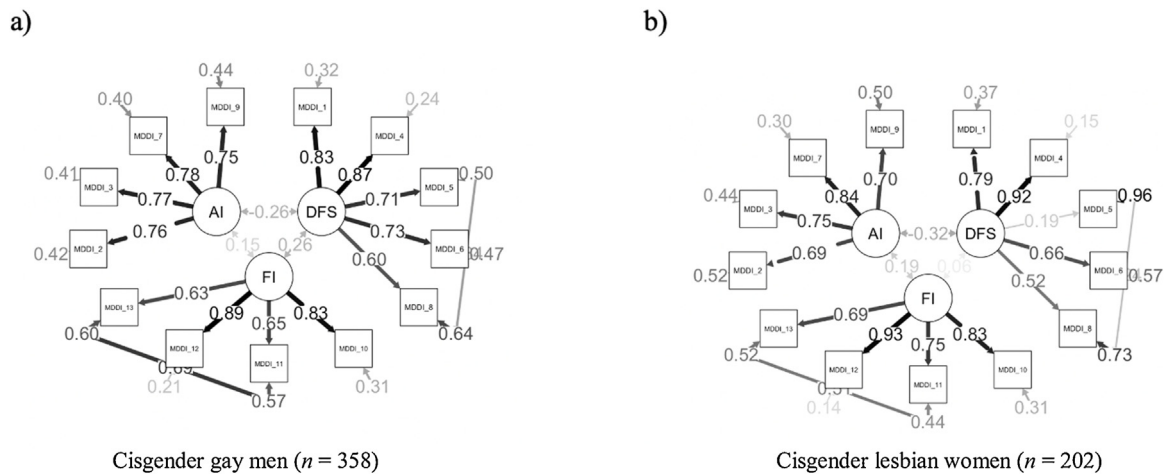 a)
0.44
0.32
0.40
0.24
MDDI_9
MDDI_1
MDDI_7
MDDI_4
0.75
0.83
0.41
0.78
0.87
0.50
MDDI_3
MDDI_5
0.77
0.71
AI
-0.26
DFS
0.76
0.73
0.42
MDDI_2
MDDI_6
0.47
0.15
0.26
0.60
FI
0.63
MDDI_13
MDDI_8
0.89
0.65
0.83
0.60
0.64
MDDI_12
MDDI_11
MDDI_10
0.21
0.31
0.57
Cisgender gay men (n = 358)
b)
0.50
0.37
0.30
0.15
MDDI_9
MDDI_1
MDDI_7
MDDI_4
0.70
0.79
0.44
0.84
0.92
0.96
MDDI_3
MDDI_5
0.75
0.19
AI
-0.32
DFS
0.69
0.66
0.52
MDDI_2
MDDI_6
0.57
0.19
0.06
0.52
FI
0.69
MDDI_13
MDDI_8
0.93
0.75
0.83
0.52
0.73
MDDI_12
MDDI_11
MDDI_10
0.14
0.31
0.44
Cisgender lesbian women (n = 202)